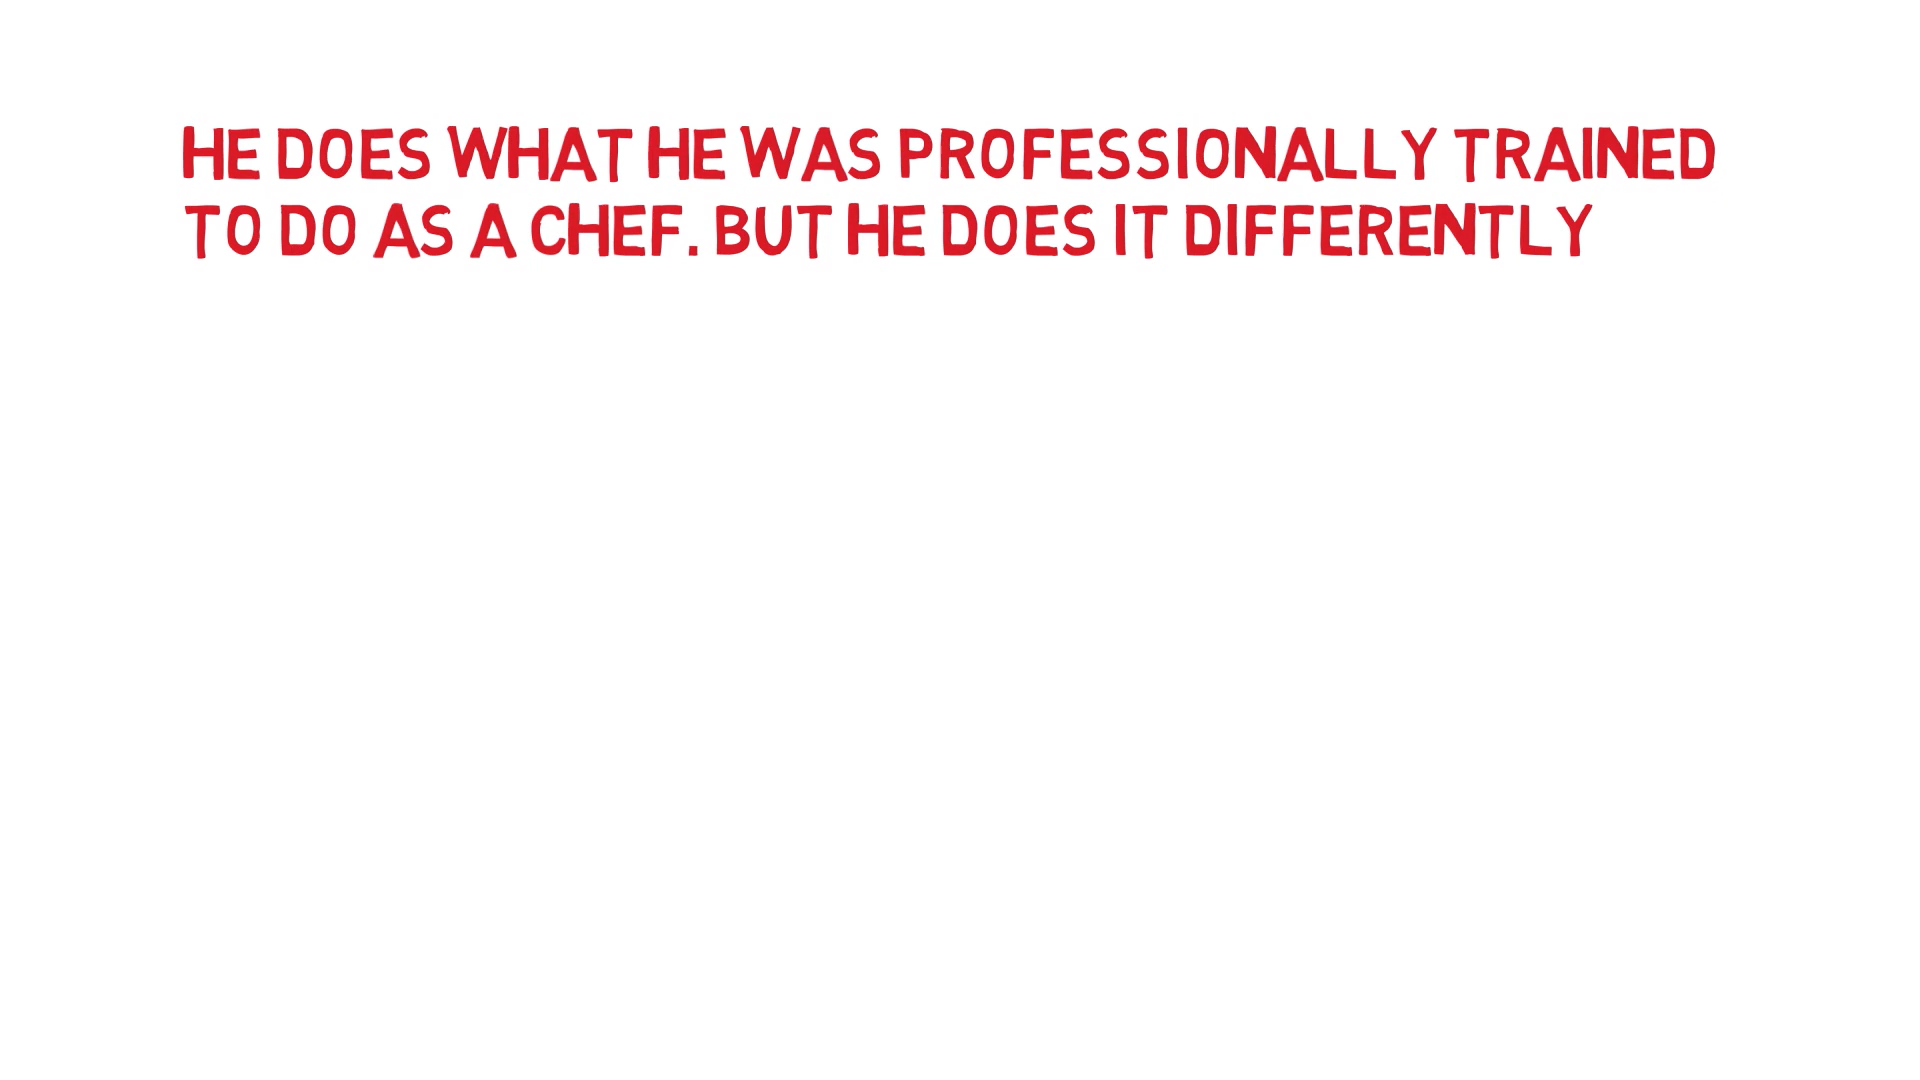 HE DOES WHAT HE WAS PROFESSIONALLY TRAINED
TO DO AS A CHEF. BUT HE DOES IT DIFFERENTLY